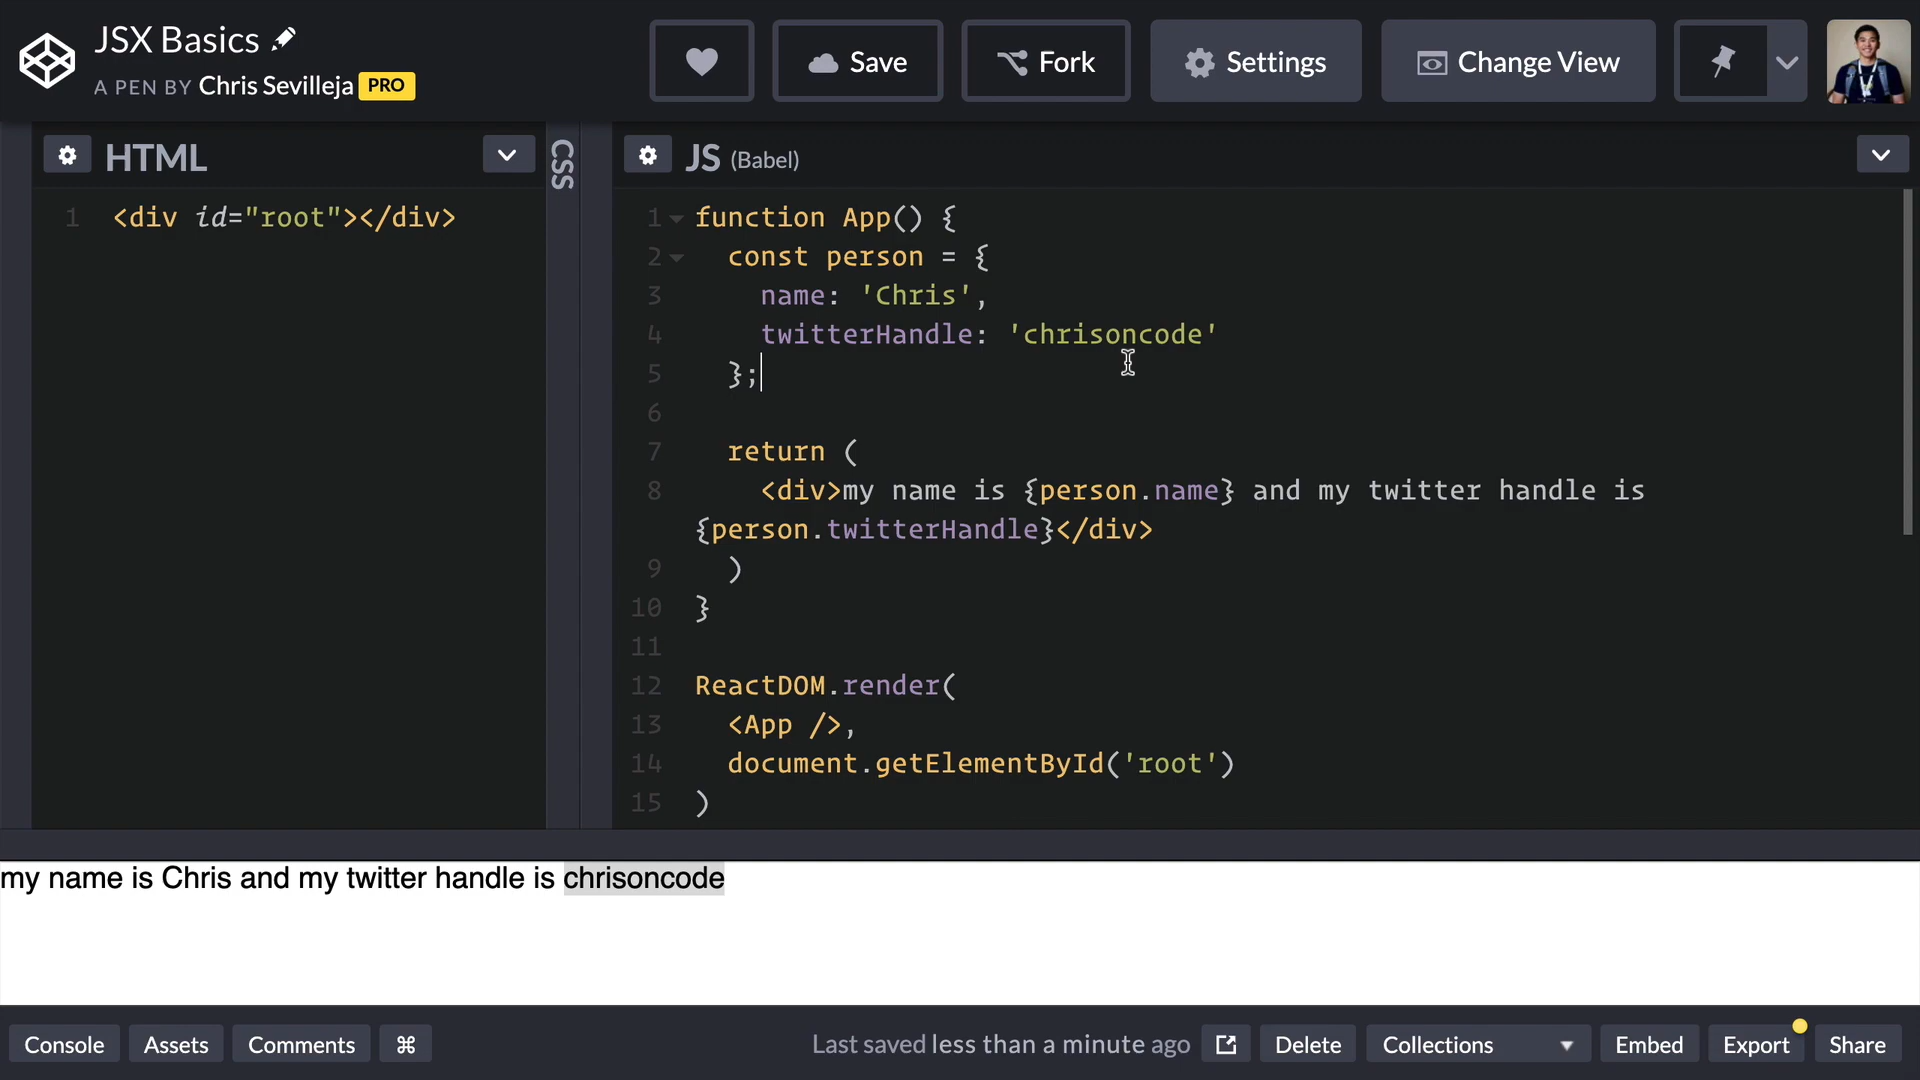 JSX Basics
A PEN BY Chris Sevilleja PRO
Save
Fork
Settings
Change View
HTML
CSS
JS (Babel)
1 <div id="root"></div>
1 function App() {
2 const person = {
3 name: 'Chris',
4 twitterHandle: 'chrisoncode'
5 };
6
7 return (
8 <div>my name is {person.name} and my twitter handle is
{person.twitterHandle}</div>
9 )
10 }
11
12 ReactDOM.render(
13 <App />,
14 document.getElementById('root')
15 )
my name is Chris and my twitter handle is chrisoncode
Console
Assets
Comments
⌘
Last saved less than a minute ago
Delete
Collections
Embed
Export
Share